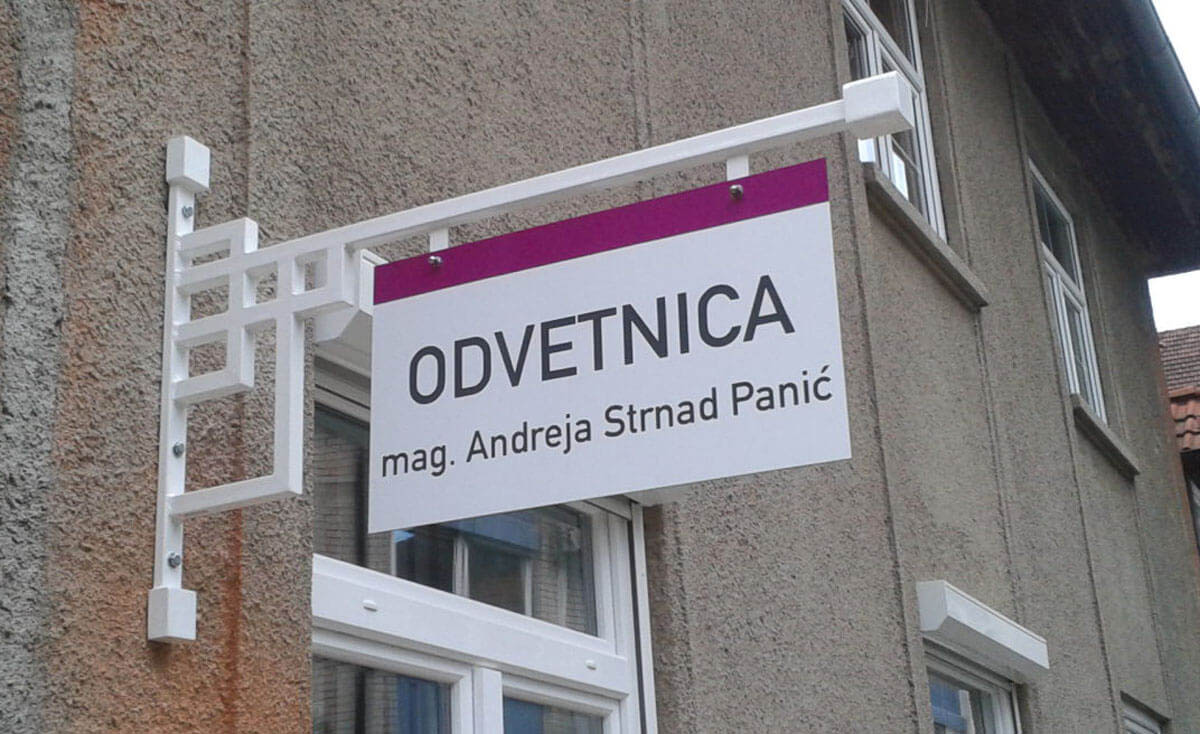 ODVETNICA
mag. Andreja Strnad Panić